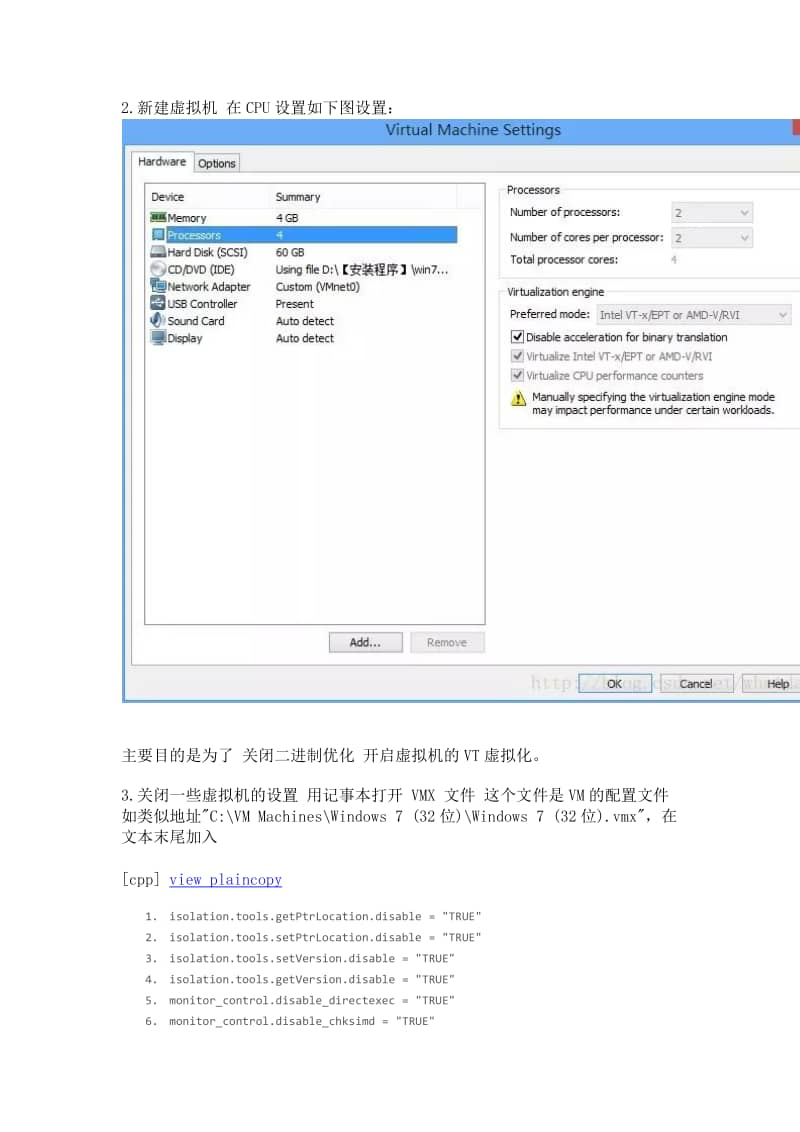 2.新建虚拟机 在 CPU 设置如下图设置：
Virtual Machine Settings
Hardware
Options
Device Summary
Memory 4 GB
Processors 4
Hard Disk (SCSI) 60 GB
CD/DVD (IDE) Using file D:\【安装程序】\win7...
Network Adapter Custom (VMnet0)
USB Controller Present
Sound Card Auto detect
Display Auto detect
Add...
Remove
Processors
Number of processors: 2
Number of cores per processor: 2
Total processor cores: 4
Virtualization engine
Preferred mode: Intel VT-x/EPT or AMD-V/RVI
Disable acceleration for binary translation
Virtualize Intel VT-x/EPT or AMD-V/RVI
Virtualize CPU performance counters
Manually specifying the virtualization engine mode
may impact performance under certain workloads.
OK
Cancel
Help
主要目的是为了 关闭二进制优化 开启虚拟机的 VT 虚拟化。
3.关闭一些虚拟机的设置 用记事本打开 VMX 文件 这个文件是 VM 的配置文件
如类似地址"C:\VM Machines\Windows 7 (32 位)\Windows 7 (32 位).vmx"，在
文本末尾加入
[cpp] view plaincopy
1. isolation.tools.getPtrLocation.disable = "TRUE"
2. isolation.tools.setPtrLocation.disable = "TRUE"
3. isolation.tools.setVersion.disable = "TRUE"
4. isolation.tools.getVersion.disable = "TRUE"
5. monitor_control.disable_directexec = "TRUE"
6. monitor_control.disable_chksimd = "TRUE"